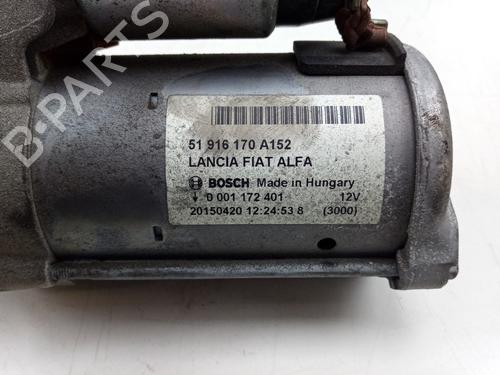 51 916 170 A152
LANCIA FIAT ALFA
BOSCH Made in Hungary
0 001 172 401 12V
20150420 12:24:53 8 (3000)